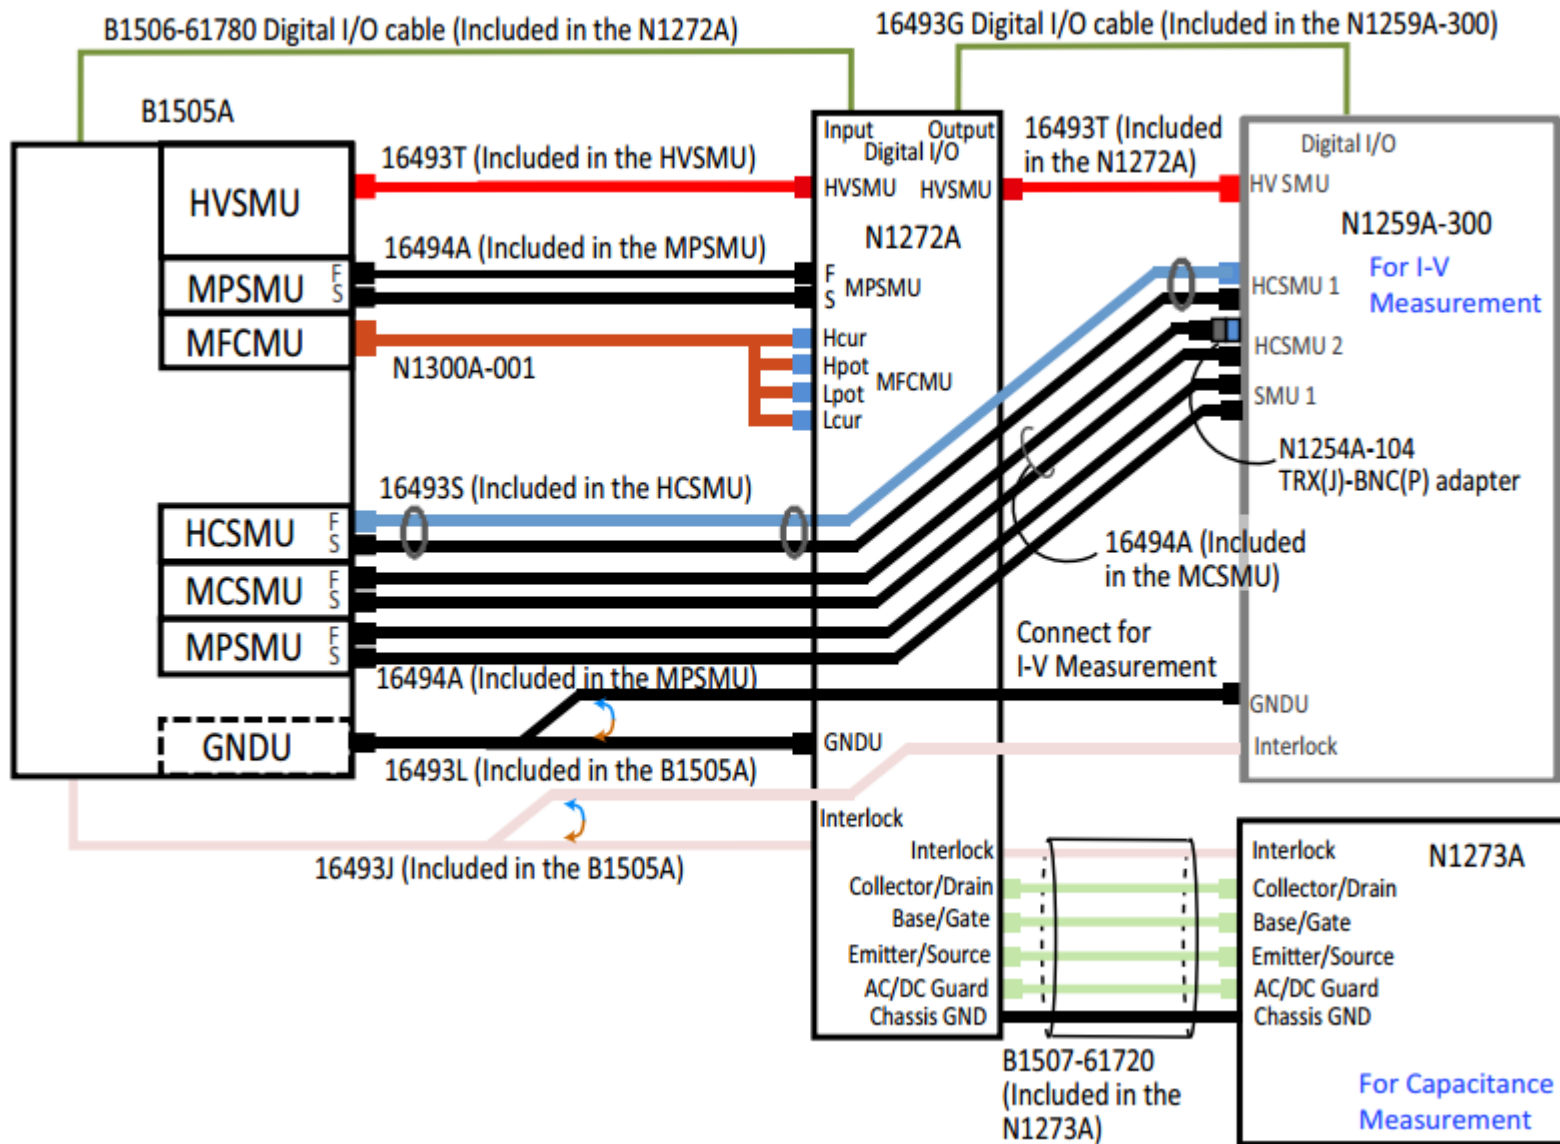 B1506-61780 Digital I/O cable (Included in the N1272A)
16493G Digital I/O cable (Included in the N1259A-300)
B1505A
HVSMU
MPSMU
F
S
MFCMU
HCSMU
F
S
MCSMU
F
S
MPSMU
F
S
GNDU
16493T (Included in the HVSMU)
16494A (Included in the MPSMU)
N1300A-001
16493S (Included in the HCSMU)
16494A (Included in the MPSMU)
16493L (Included in the B1505A)
16493J (Included in the B1505A)
Input
Output
Digital I/O
HVSMU
HVSMU
N1272A
F
S
MPSMU
Hcur
Hpot
Lpot
Lcur
MFCMU
GNDU
Interlock
Interlock
Collector/Drain
Base/Gate
Emitter/Source
AC/DC Guard
Chassis GND
16493T (Included
in the N1272A)
N1254A-104
TRX(J)-BNC(P) adapter
16494A (Included
in the MCSMU)
Connect for
I-V Measurement
B1507-61720
(Included in the
N1273A)
Digital I/O
HV SMU
N1259A-300
For I-V
Measurement
HCSMU 1
HCSMU 2
SMU 1
GNDU
Interlock
Interlock
N1273A
Collector/Drain
Base/Gate
Emitter/Source
AC/DC Guard
Chassis GND
For Capacitance
Measurement